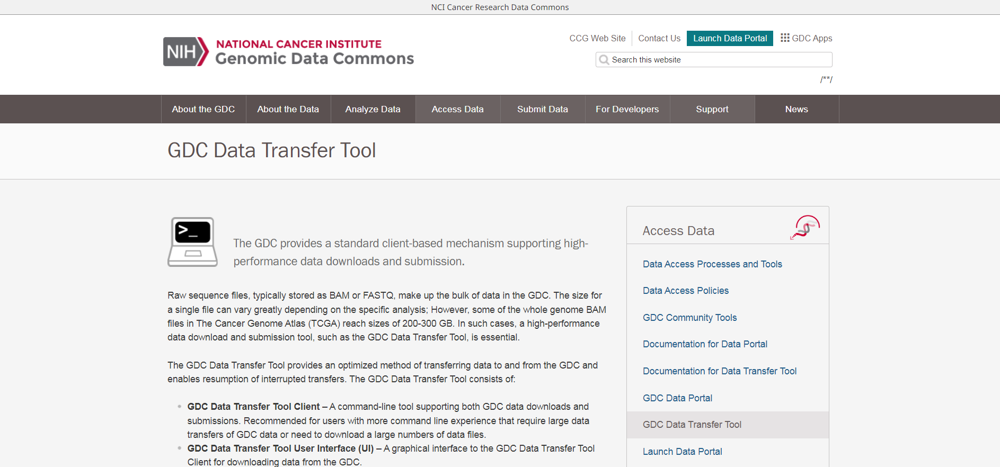 NCI Cancer Research Data Commons
NIH
NATIONAL CANCER INSTITUTE
Genomic Data Commons
CCG Web Site
Contact Us
Launch Data Portal
GDC Apps
Search this website
/**/
About the GDC
About the Data
Analyze Data
Access Data
Submit Data
For Developers
Support
News
GDC Data Transfer Tool
>_
The GDC provides a standard client-based mechanism supporting high-
performance data downloads and submission.
Raw sequence files, typically stored as BAM or FASTQ, make up the bulk of data in the GDC. The size for
a single file can vary greatly depending on the specific analysis; However, some of the whole genome BAM
files in The Cancer Genome Atlas (TCGA) reach sizes of 200-300 GB. In such cases, a high-performance
data download and submission tool, such as the GDC Data Transfer Tool, is essential.
The GDC Data Transfer Tool provides an optimized method of transferring data to and from the GDC and
enables resumption of interrupted transfers. The GDC Data Transfer Tool consists of:
GDC Data Transfer Tool Client – A command-line tool supporting both GDC data downloads and
submissions. Recommended for users with more command line experience that require large data
transfers of GDC data or need to download a large numbers of data files.
GDC Data Transfer Tool User Interface (UI) – A graphical interface to the GDC Data Transfer Tool
Client for downloading data from the GDC.
Access Data
Data Access Processes and Tools
Data Access Policies
GDC Community Tools
Documentation for Data Portal
Documentation for Data Transfer Tool
GDC Data Portal
GDC Data Transfer Tool
Launch Data Portal